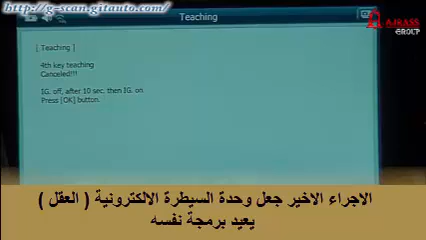 http://g-scan.gitauto.com/
Teaching
AIRASS
GROUP
[ Teaching ]
4th key teaching
Canceled!!!
IG. off, after 10 sec. then IG. on.
Press [OK] button.
الاجراء الاخير جعل وحدة السيطرة الالكترونية ( العقل )
يعيد برمجة نفسه